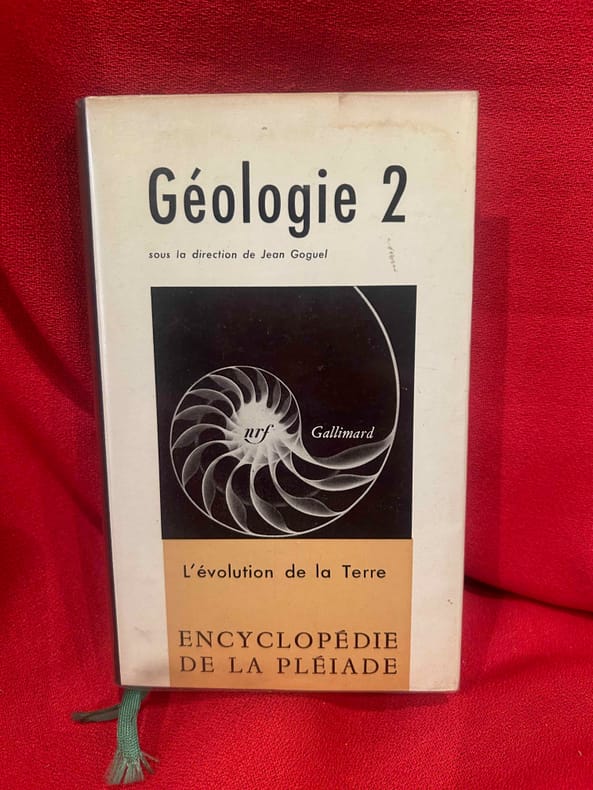 Géologie 2
sous la direction de Jean Goguel
nrf
Gallimard
L'évolution de la Terre
ENCYCLOPÉDIE
DE LA PLÉIADE